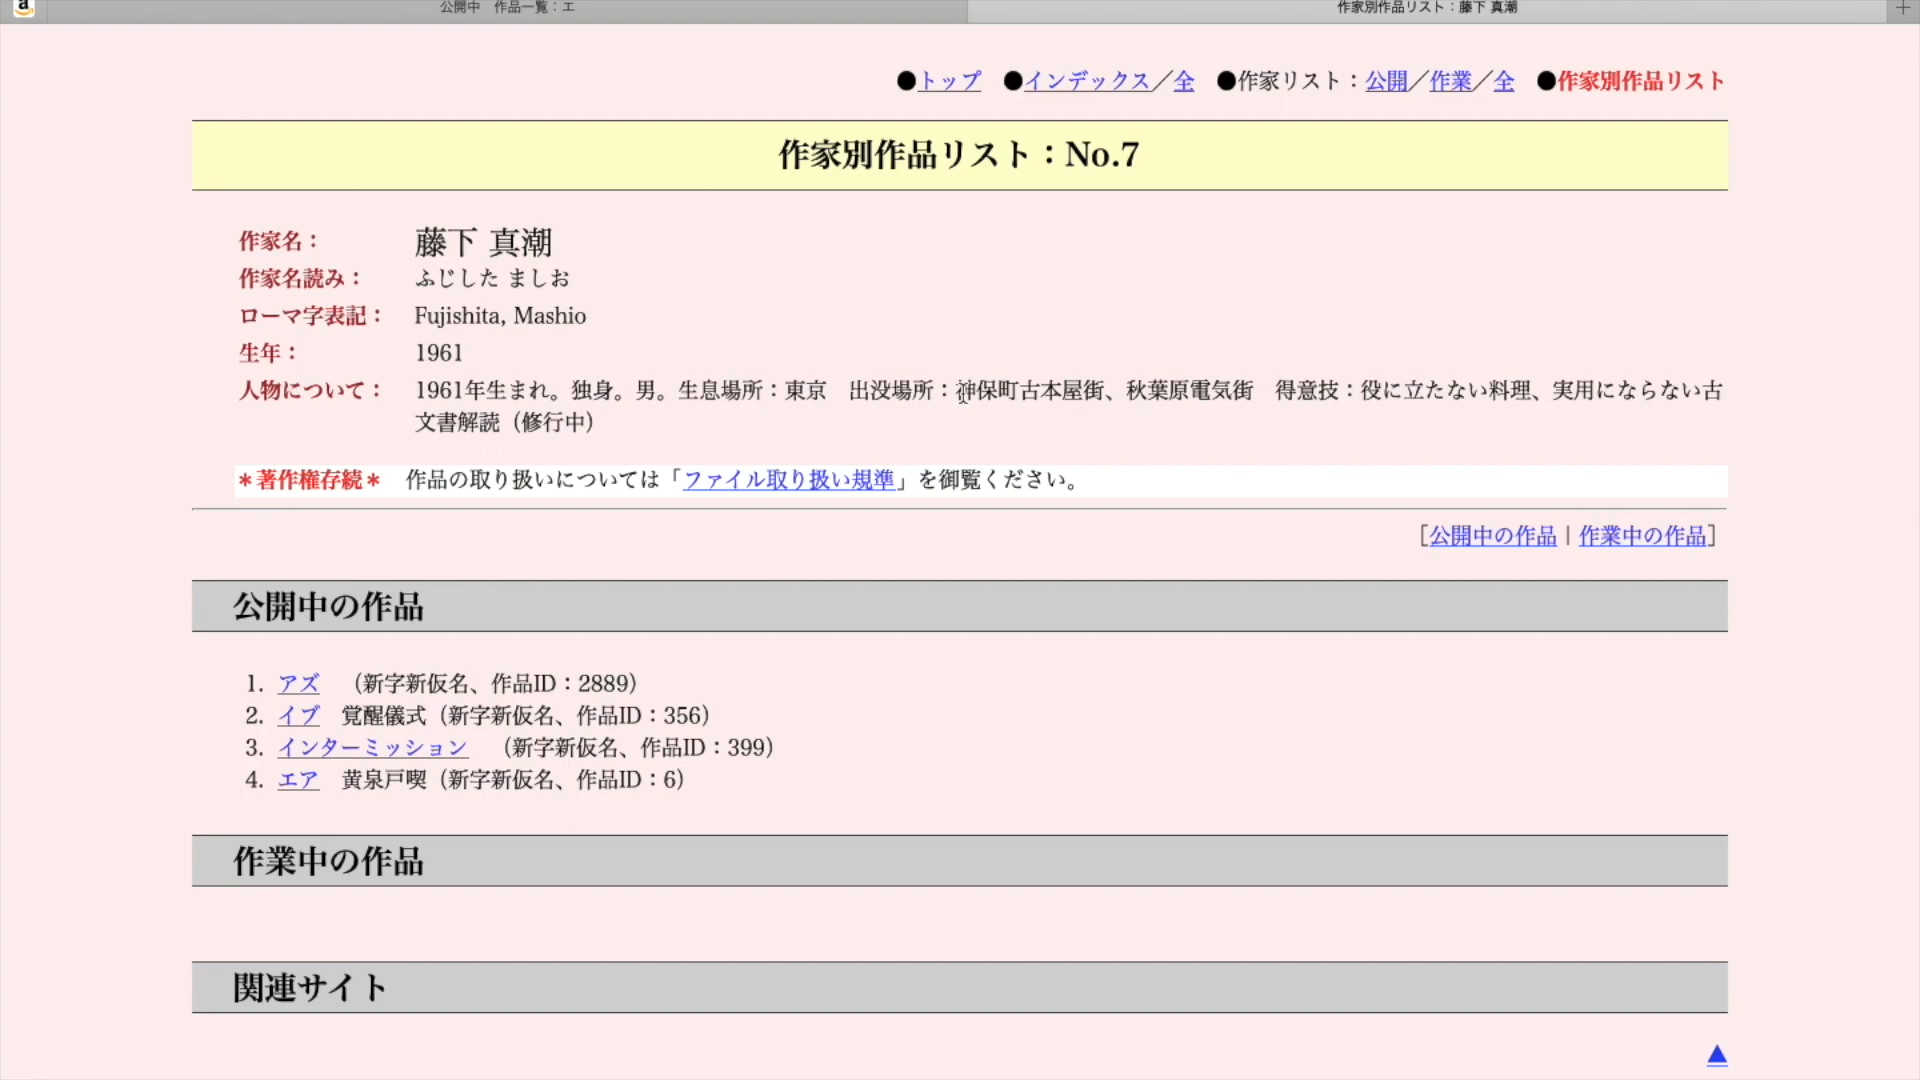 公開中　作品一覧：エ
作家別作品リスト：藤下 真潮
●トップ　●インデックス／全　●作家リスト：公開／作業／全　●作家別作品リスト
作家別作品リスト：No.7
作家名：　藤下 真潮
作家名読み：　ふじした ましお
ローマ字表記：　Fujishita, Mashio
生年：　1961
人物について：　1961年生まれ。独身。男。生息場所：東京　出没場所：神保町古本屋街、秋葉原電気街　得意技：役に立たない料理、実用にならない古
文書解読（修行中）
＊著作権存続＊　作品の取り扱いについては「ファイル取り扱い規準」を御覧ください。
［公開中の作品｜作業中の作品］
公開中の作品
1. アズ　（新字新仮名、作品ID：2889）
2. イブ　覚醒儀式（新字新仮名、作品ID：356）
3. インターミッション　（新字新仮名、作品ID：399）
4. エア　黄泉戸喫（新字新仮名、作品ID：6）
作業中の作品
関連サイト
▲